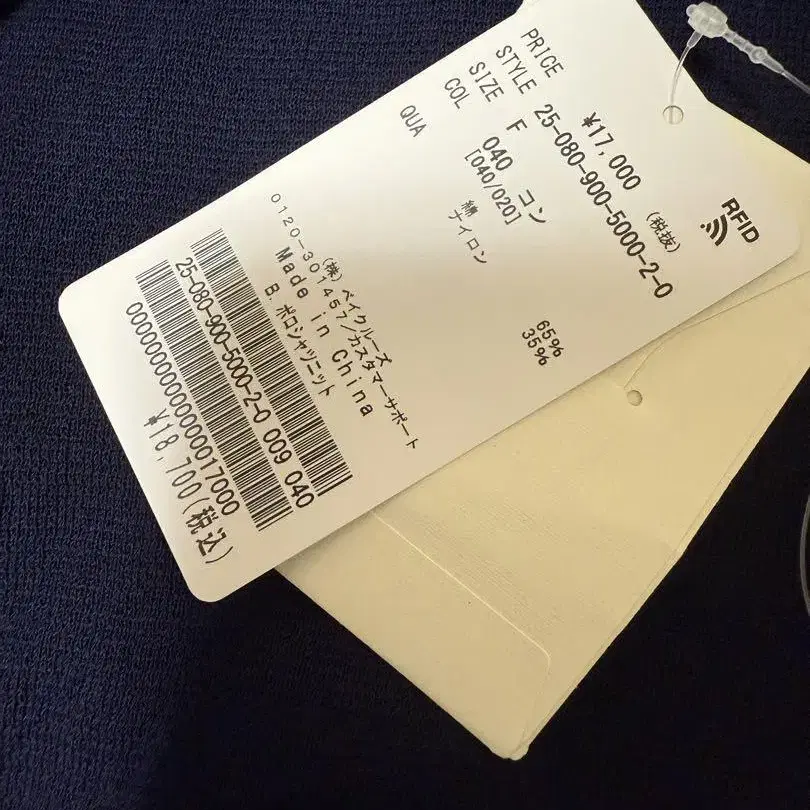 RFID
PRICE ¥17,000 (税抜)
STYLE 25-080-900-5000-2-0
SIZE F
COL 040 コン
[040/020]
QUA 綿 65%
ナイロン 35%
(株)ベイクルーズ
0120-301457/カスタマーサポート
Made in China
B. ポロシャツニット
25-080-900-5000-2-0 009 040
0000000000000017000
¥18,700(税込)